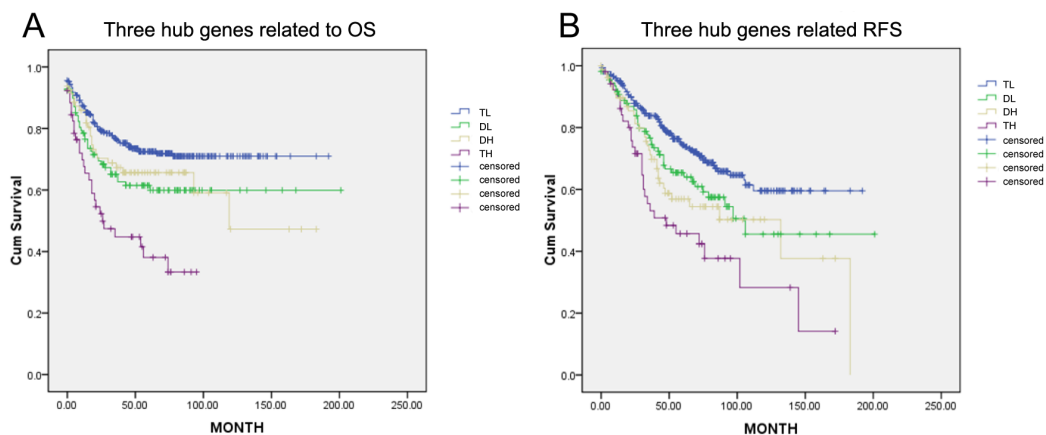 A
Three hub genes related to OS
Cum Survival
1.0
0.8
0.6
0.4
0.2
0.0
0.00 50.00 100.00 150.00 200.00 250.00
MONTH
TL
DL
DH
TH
censored
censored
censored
censored
B
Three hub genes related RFS
Cum Survival
1.0
0.8
0.6
0.4
0.2
0.0
0.00 50.00 100.00 150.00 200.00 250.00
MONTH
TL
DL
DH
TH
censored
censored
censored
censored